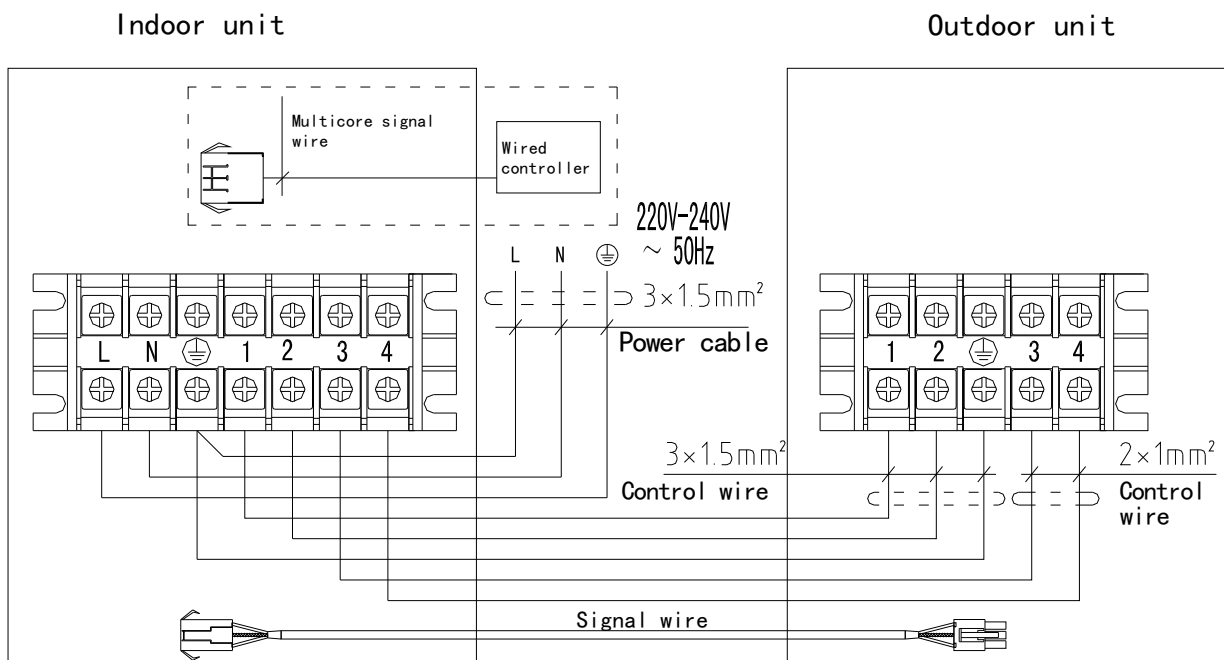 Indoor unit
Outdoor unit
Multicore signal
wire
Wired
controller
220V-240V
~ 50Hz
L N
3×1.5mm²
Power cable
L N 1 2 3 4
1 2 3 4
3×1.5mm²
Control wire
2×1mm²
Control
wire
Signal wire